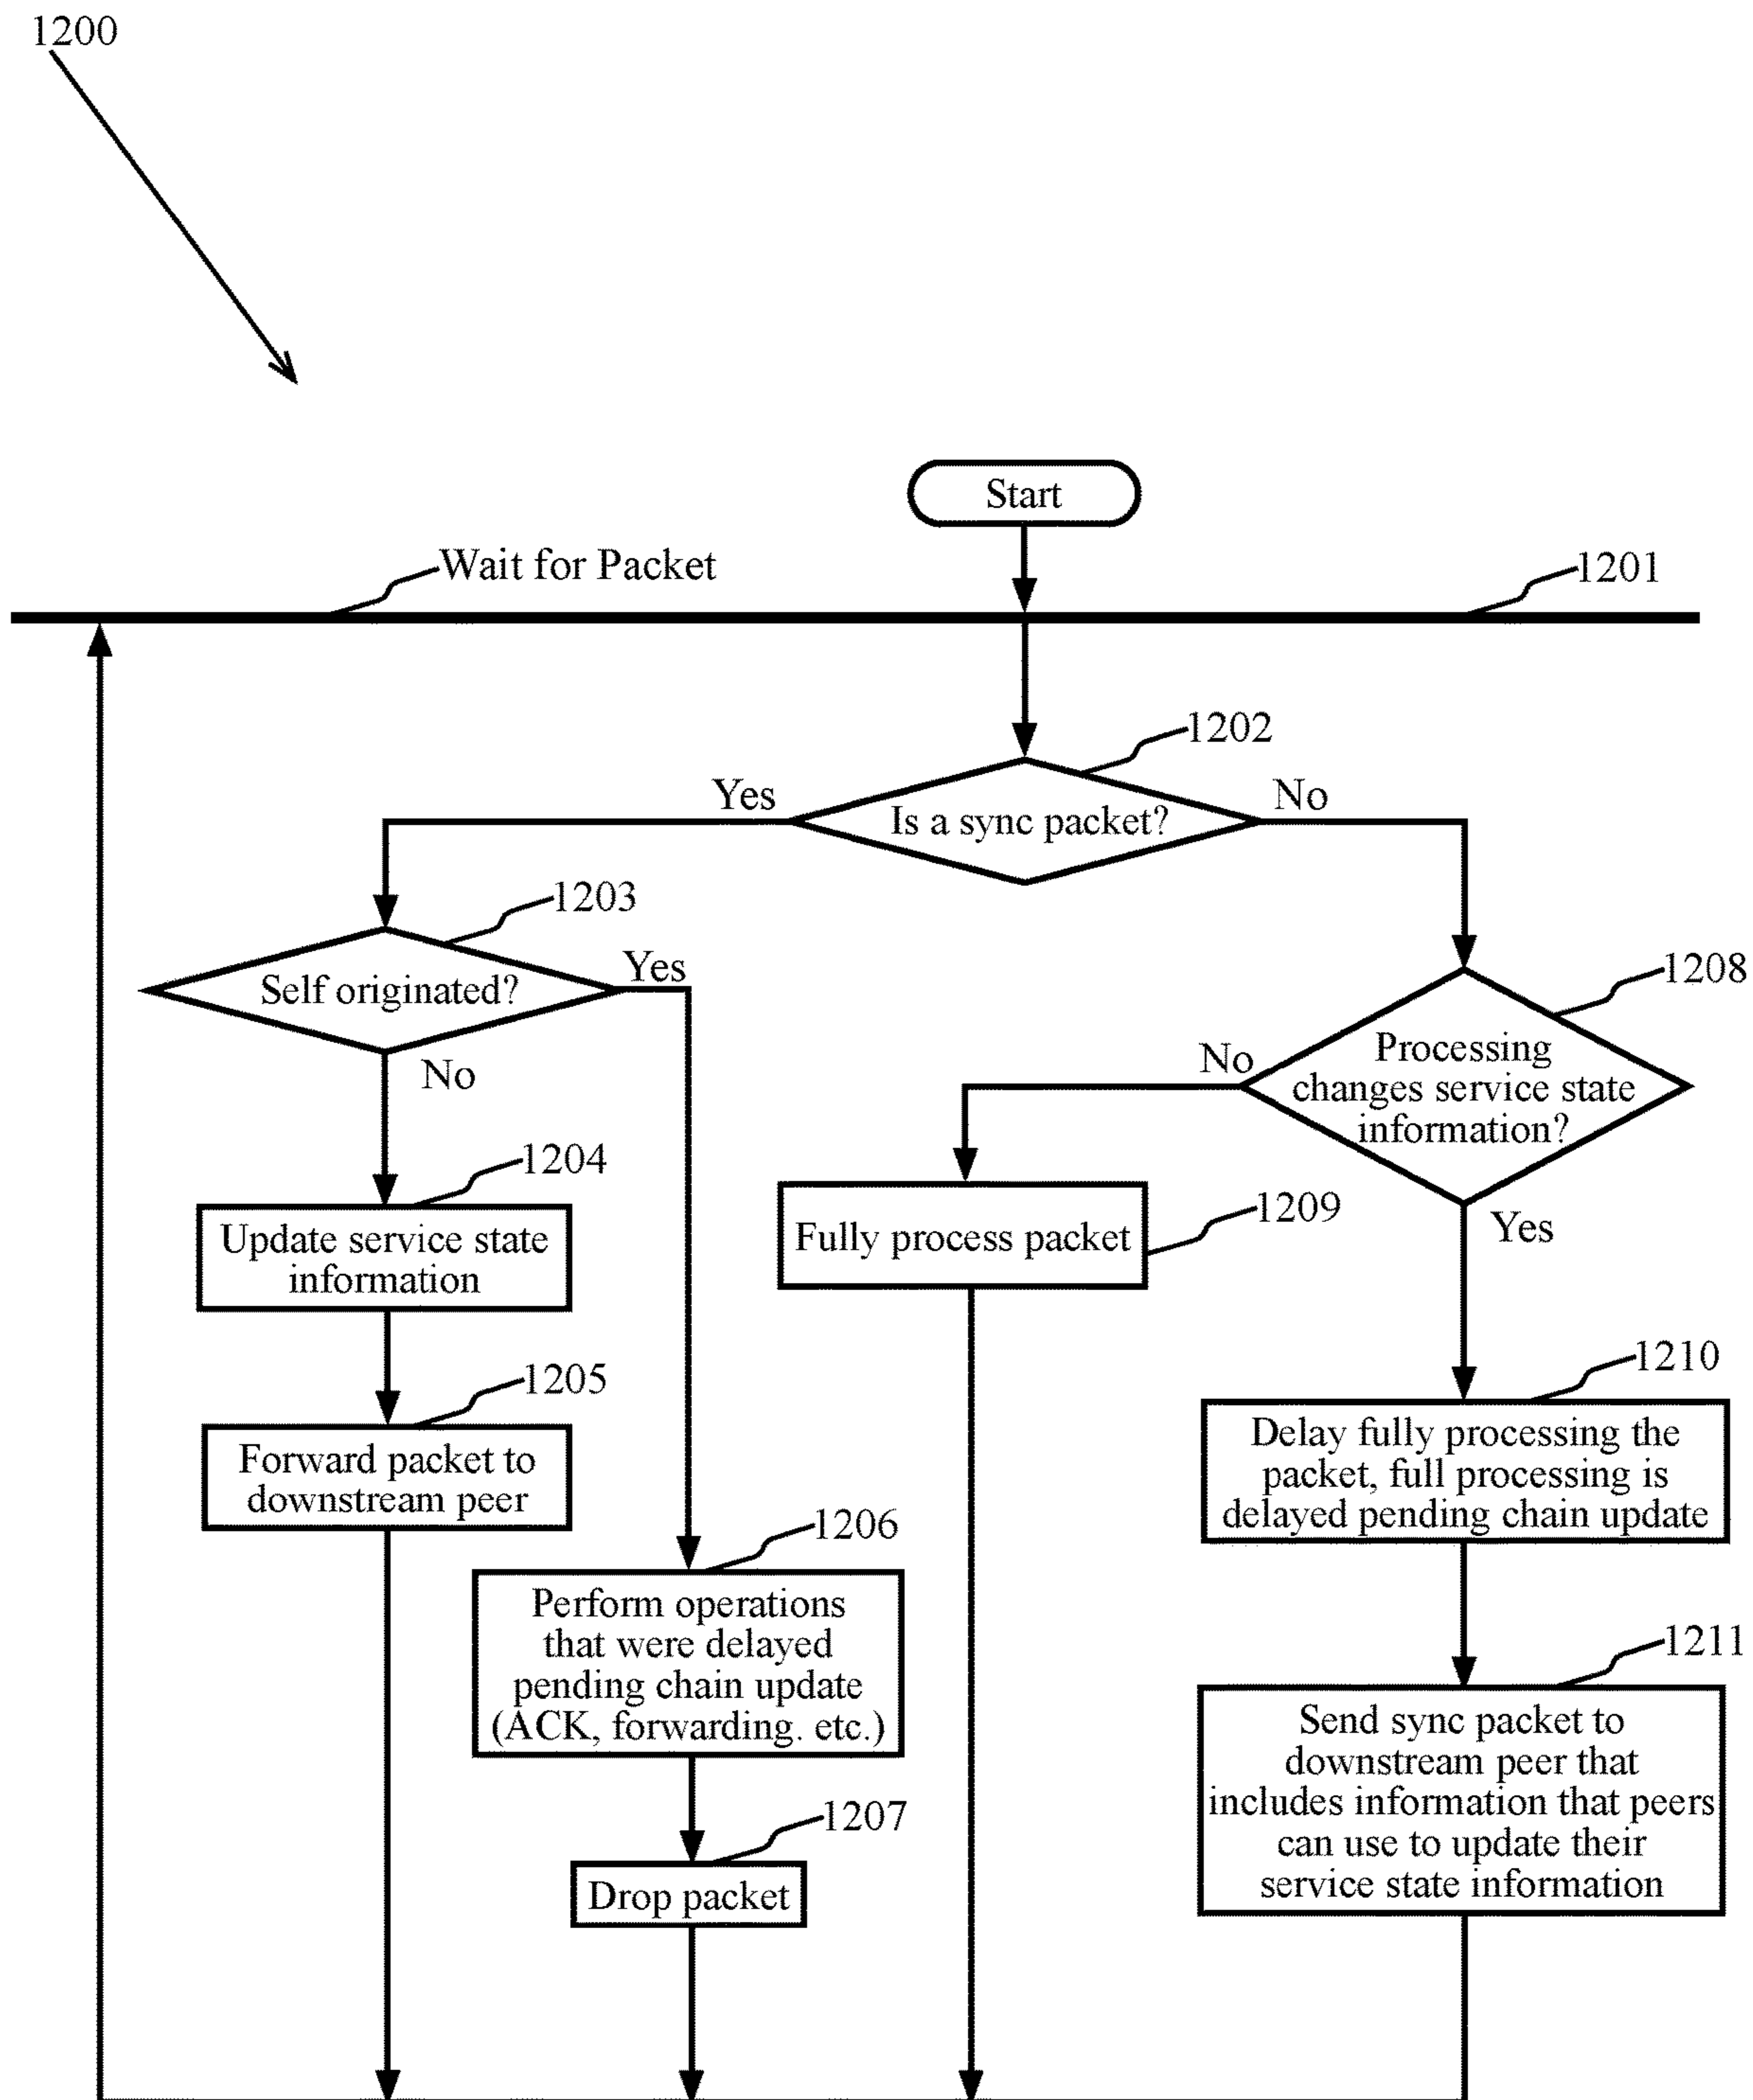 1200
Start
Wait for Packet
1201
1202
Yes
No
Is a sync packet?
1203
Yes
Self originated?
No
1208
Processing
changes service state
information?
No
Yes
1204
Update service state
information
1209
Fully process packet
1205
Forward packet to
downstream peer
1210
Delay fully processing the
packet, full processing is
delayed pending chain update
1206
Perform operations
that were delayed
pending chain update
(ACK, forwarding. etc.)
1211
Send sync packet to
downstream peer that
includes information that peers
can use to update their
service state information
1207
Drop packet